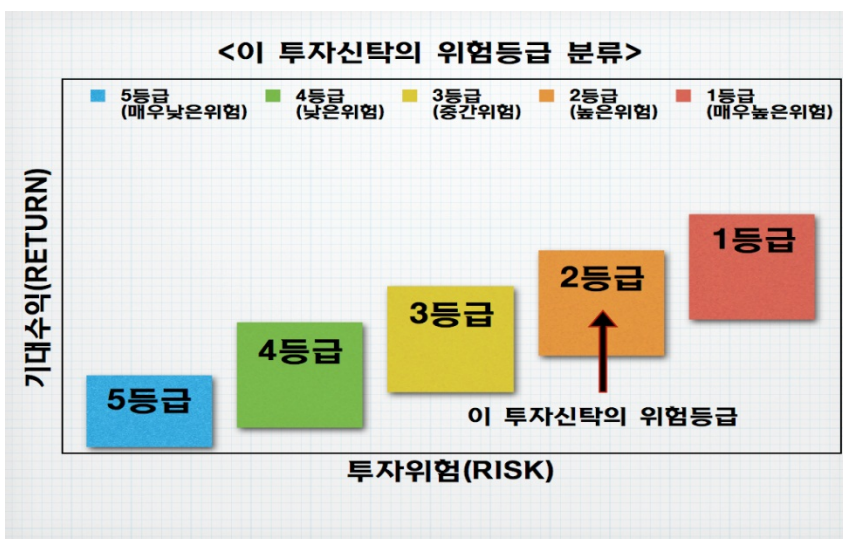 <이 투자신탁의 위험등급 분류>
5등급
(매우낮은위험)
4등급
(낮은위험)
3등급
(중간위험)
2등급
(높은위험)
1등급
(매우높은위험)
기대수익(RETURN)
1등급
2등급
3등급
4등급
5등급
이 투자신탁의 위험등급
투자위험(RISK)